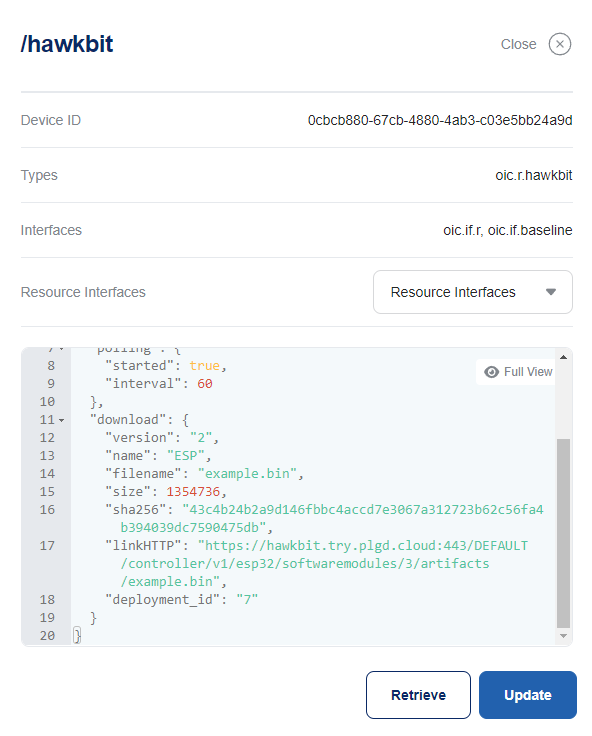 /hawkbit
Close
Device ID
0cbcb880-67cb-4880-4ab3-c03e5bb24a9d
Types
oic.r.hawkbit
Interfaces
oic.if.r, oic.if.baseline
Resource Interfaces
Resource Interfaces
7 "polling": {
8 "started": true,
Full View
9 "interval": 60
10 },
11 "download": {
12 "version": "2",
13 "name": "ESP",
14 "filename": "example.bin",
15 "size": 1354736,
16 "sha256": "43c4b24b2a9d146fbbc4accd7e3067a312723b62c56fa4
b394039dc7590475db",
17 "linkHTTP": "https://hawkbit.try.plgd.cloud:443/DEFAULT
/controller/v1/esp32/softwaremodules/3/artifacts
/example.bin",
18 "deployment_id": "7"
19 }
20 }
Retrieve
Update